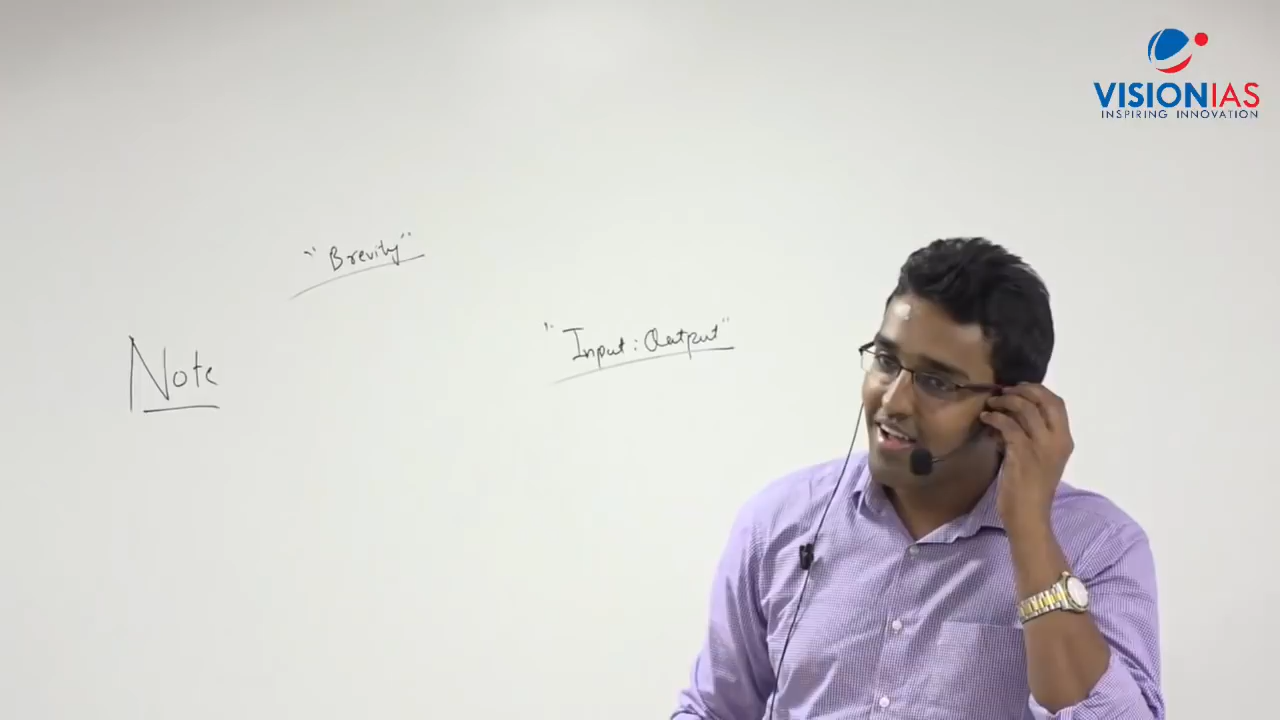 VISIONIAS
INSPIRING INNOVATION
"Brevity"
"Input : Output"
Note